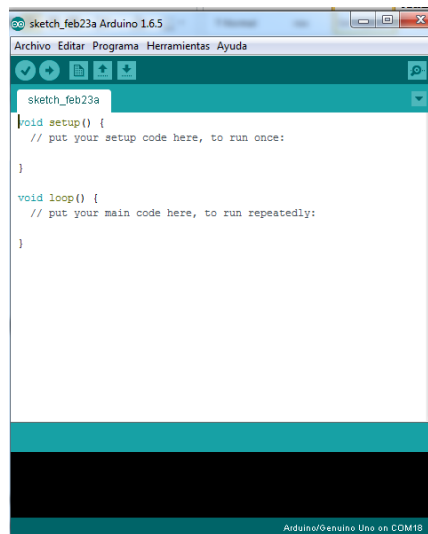 sketch_feb23a Arduino 1.6.5
Archivo Editar Programa Herramientas Ayuda
sketch_feb23a
void setup() {
// put your setup code here, to run once:
}
void loop() {
// put your main code here, to run repeatedly:
}
Arduino/Genuino Uno on COM18